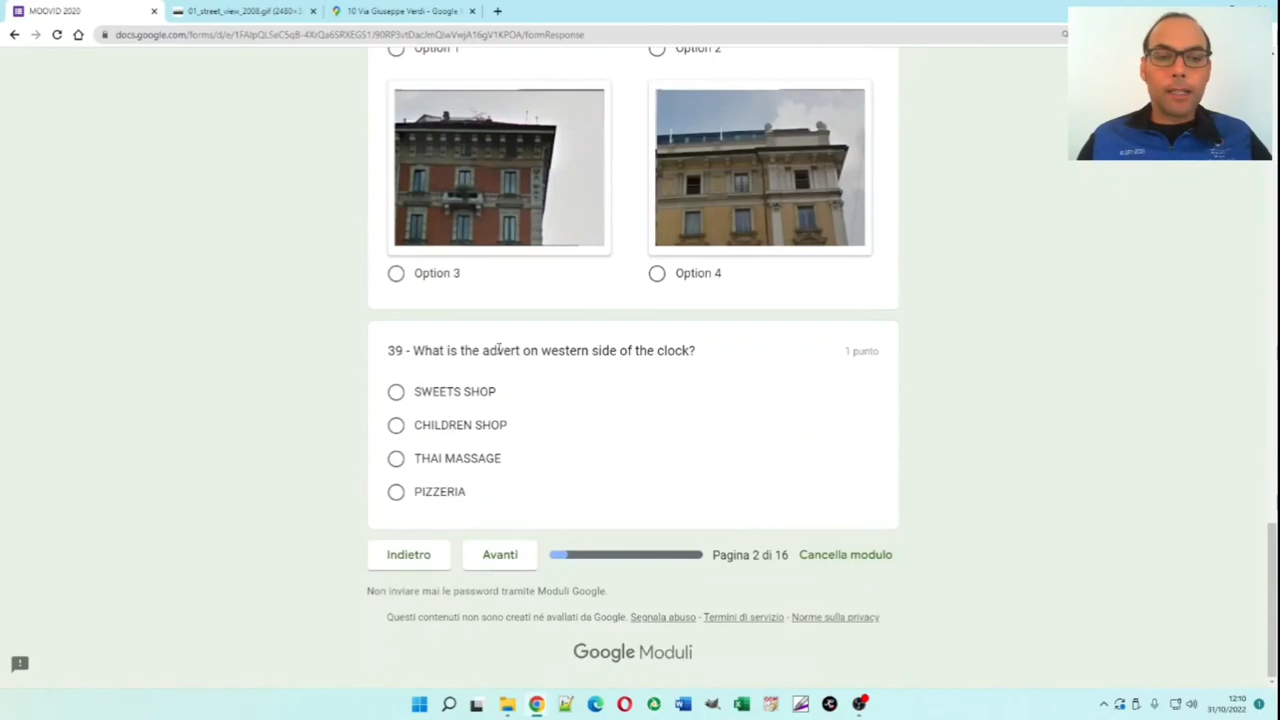 MOOVID 2020
01_street_view_2008.gif (2480×3
10 Via Giuseppe Verdi - Google M
Option 1
Option 2
Option 3
Option 4
39 - What is the advert on western side of the clock?
1 punto
SWEETS SHOP
CHILDREN SHOP
THAI MASSAGE
PIZZERIA
Indietro
Avanti
Pagina 2 di 16
Cancella modulo
Non inviare mai le password tramite Moduli Google.
Questi contenuti non sono creati né avallati da Google. Segnala abuso - Termini di servizio - Norme sulla privacy
Google Moduli
12:10
31/10/2022